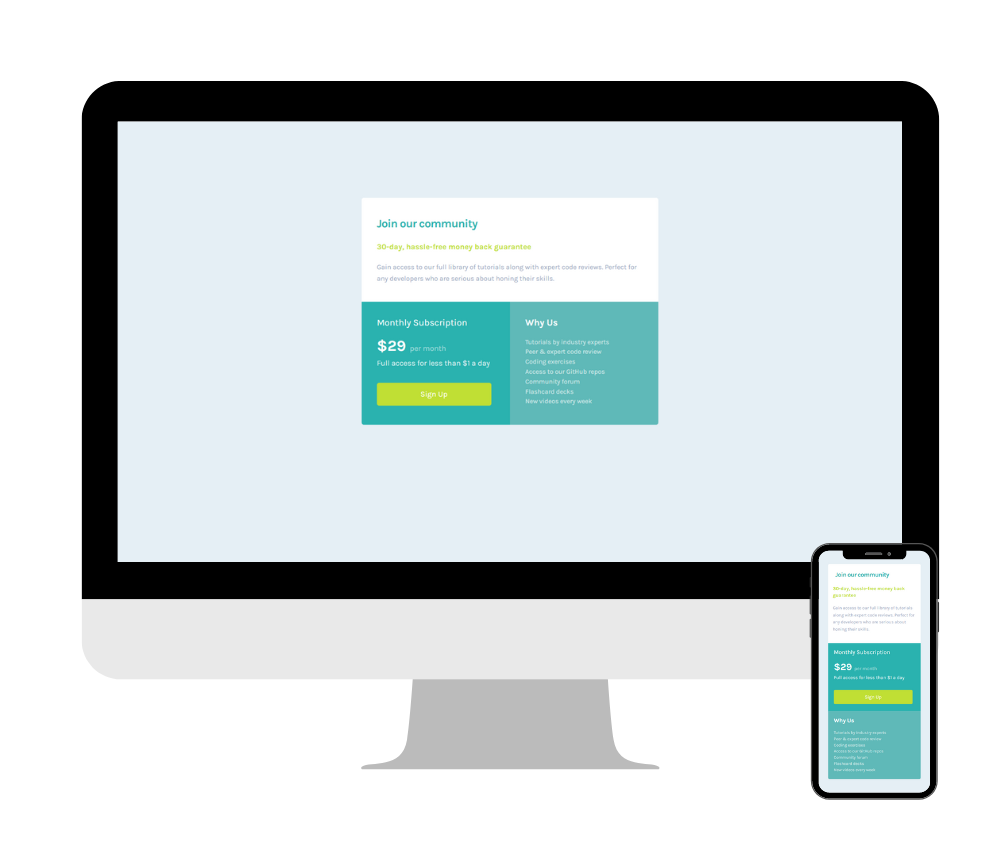 Join our community
30-day, hassle-free money back guarantee
Gain access to our full library of tutorials along with expert code reviews. Perfect for
any developers who are serious about honing their skills.
Monthly Subscription
$29 per month
Full access for less than $1 a day
Sign Up
Why Us
Tutorials by industry experts
Peer & expert code review
Coding exercises
Access to our GitHub repos
Community forum
Flashcard decks
New videos every week
Join our community
30-day, hassle-free money back
guarantee
Gain access to our full library of tutorials
along with expert code reviews. Perfect for
any developers who are serious about
honing their skills.
Monthly Subscription
$29 per month
Full access for less than $1 a day
Sign Up
Why Us
Tutorials by industry experts
Peer & expert code review
Coding exercises
Access to our GitHub repos
Community forum
Flashcard decks
New videos every week